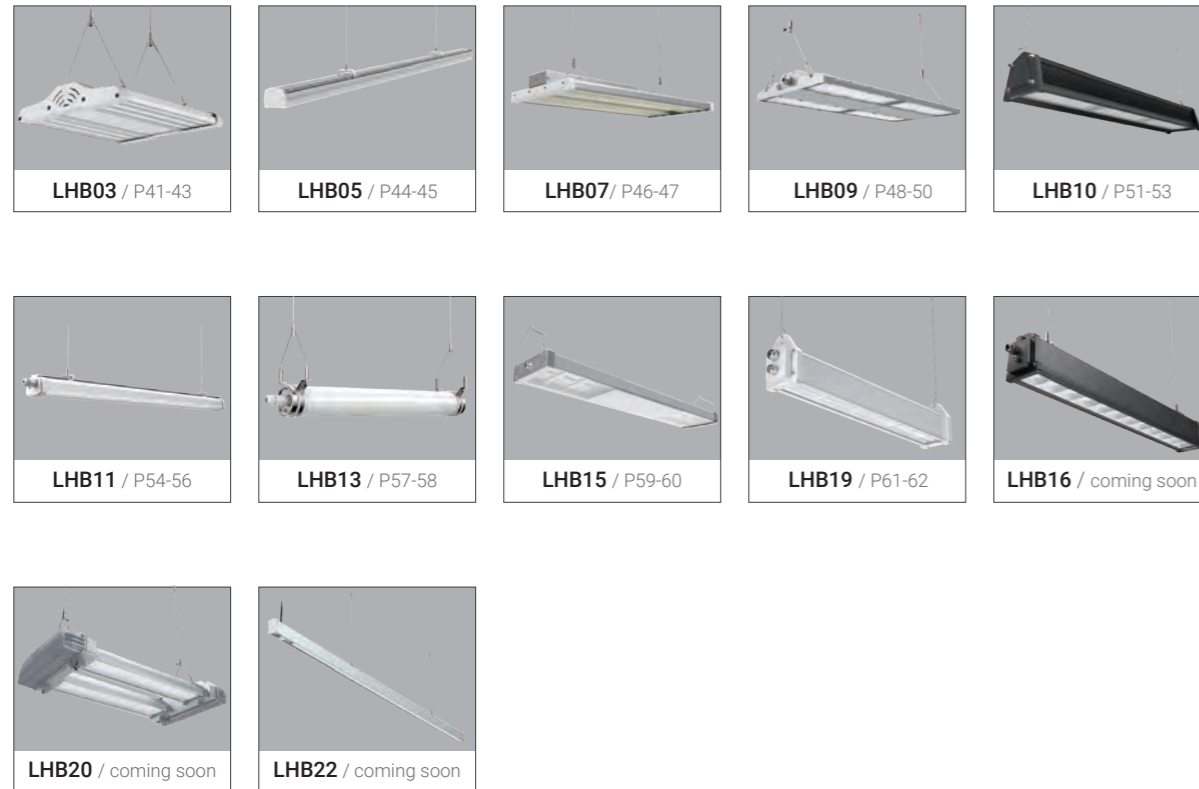 LHB03 / P41-43
LHB05 / P44-45
LHB07/ P46-47
LHB09 / P48-50
LHB10 / P51-53
LHB11 / P54-56
LHB13 / P57-58
LHB15 / P59-60
LHB19 / P61-62
LHB16 / coming soon
LHB20 / coming soon
LHB22 / coming soon